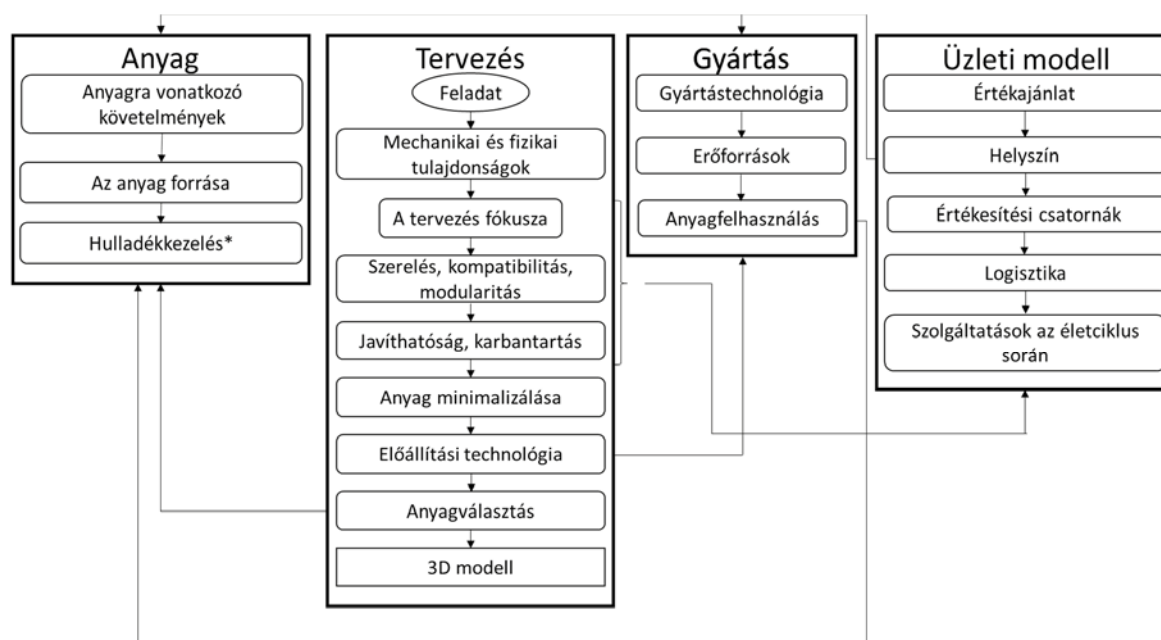 Anyag
Anyagra vonatkozó
követelmények
Az anyag forrása
Hulladékkezelés*
Tervezés
Feladat
Mechanikai és fizikai
tulajdonságok
A tervezés fókusza
Szerelés, kompatibilitás,
modularitás
Javíthatóság, karbantartás
Anyag minimalizálása
Előállítási technológia
Anyagválasztás
3D modell
Gyártás
Gyártástechnológia
Erőforrások
Anyagfelhasználás
Üzleti modell
Értékajánlat
Helyszín
Értékesítési csatornák
Logisztika
Szolgáltatások az életciklus
során